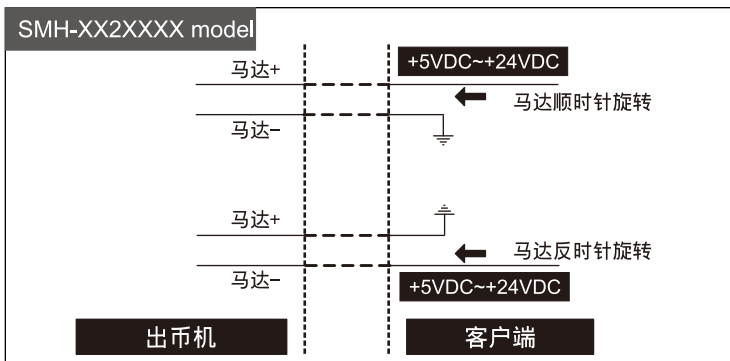 SMH-XX2XXXX model
马达+
+5VDC~+24VDC
马达顺时针旋转
马达–
马达+
马达反时针旋转
马达–
+5VDC~+24VDC
出币机
客户端